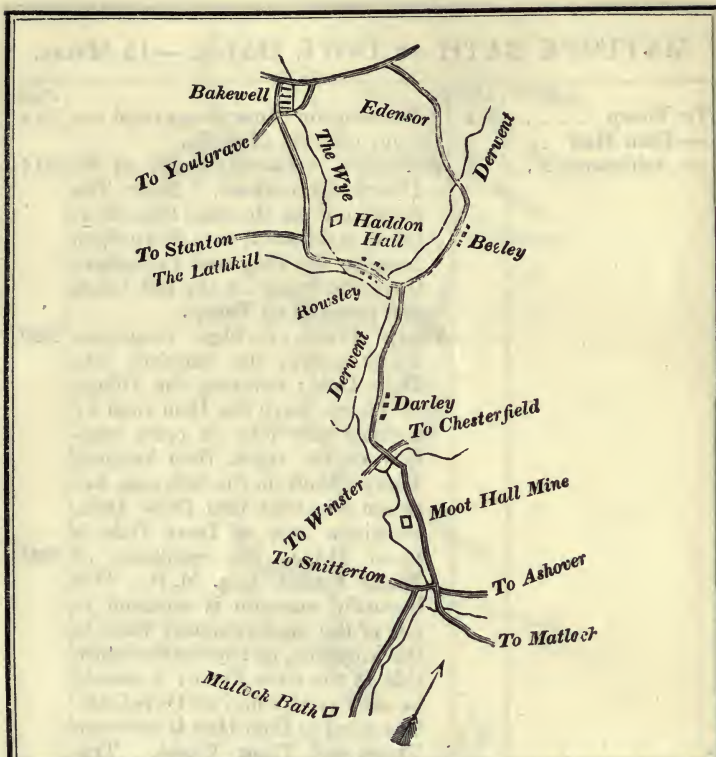 Bakewell
Edensor
Derwent
The Wye
To Youlgrave
Haddon
Hall
To Stanton
Beeley
The Lathkill
Rowsley
Derwent
Darley
To Chesterfield
To Winster
Moot Hall Mine
To Snitterton
To Ashover
To Matlock
Matlock Bath